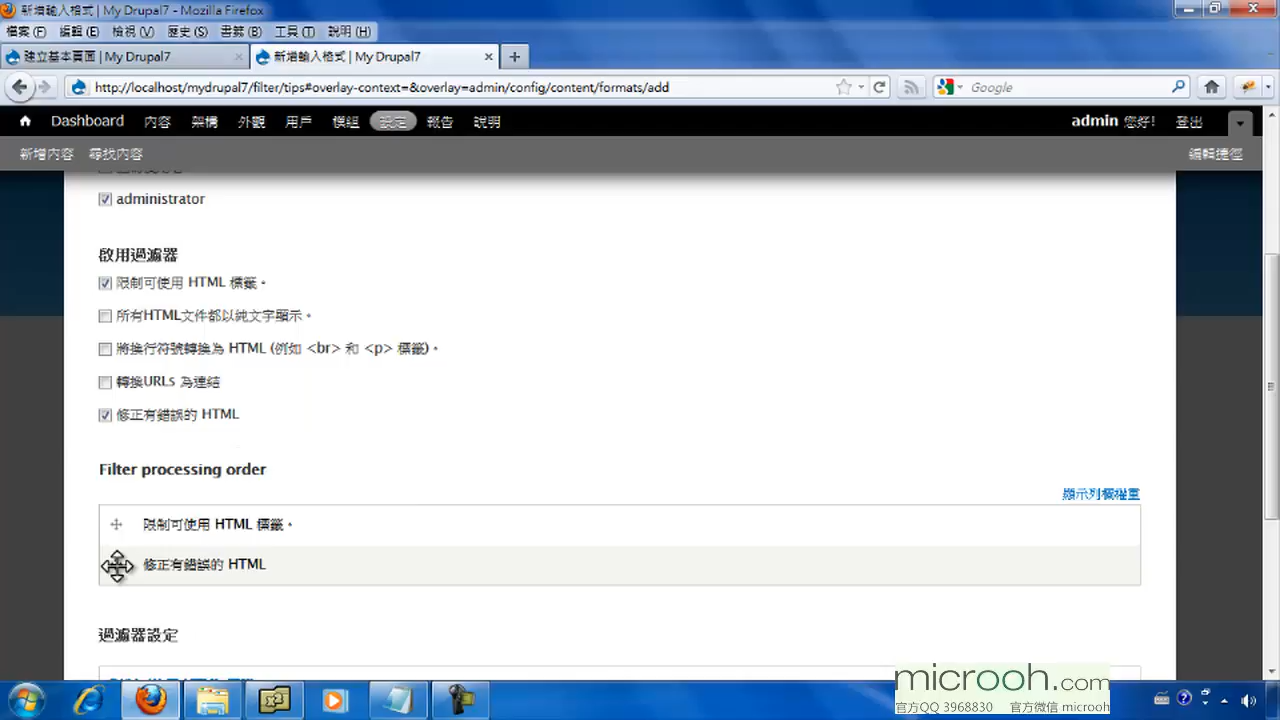 新增輸入格式 | My Drupal7 - Mozilla Firefox
檔案(F) 編輯(E) 檢視(V) 歷史(S) 書籤(B) 工具(T) 說明(H)
建立基本頁面 | My Drupal7
新增輸入格式 | My Drupal7
http://localhost/mydrupal7/filter/tips#overlay-context=&overlay=admin/config/content/formats/add
Google
Dashboard 內容 架構 外觀 用戶 模組 設定 報告 說明
admin 您好! 登出
新增內容 尋找內容
編輯捷徑
administrator
啟用過濾器
限制可使用 HTML 標籤。
所有HTML文件都以純文字顯示。
將換行符號轉換為 HTML (例如 <br> 和 <p> 標籤)。
轉換URLs 為連結
修正有錯誤的 HTML
Filter processing order
顯示列欄權重
限制可使用 HTML 標籤。
修正有錯誤的 HTML
過濾器設定
microoh.com
官方QQ 3968830 官方微信 microoh